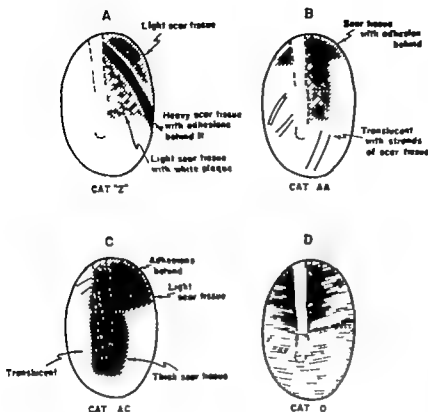 A
Light scar tissue
Heavy scar tissue
with adhesions
behind it
Light scar tissue
with white plaque
CAT "Z"
B
Scar tissue
with adhesion
behind
Translucent
with strands
of scar tissue
CAT AA
C
Adhesions
behind
Light
scar tissue
Translucent
Thick scar tissue
CAT AC
D
CAT O